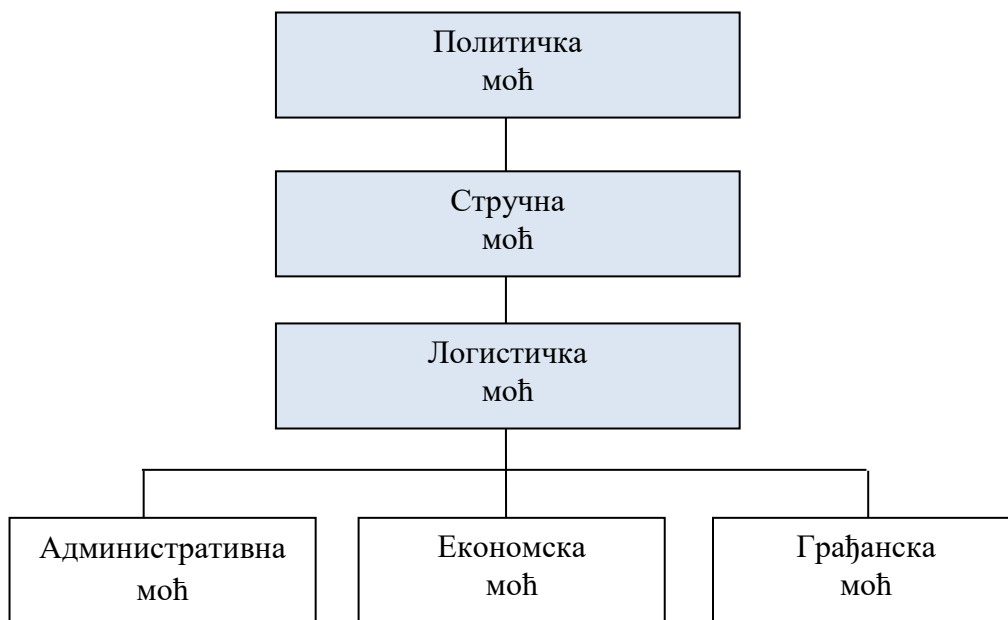 Политичка
моћ
Стручна
моћ
Логистичка
моћ
Административна
моћ
Економска
моћ
Грађанска
моћ